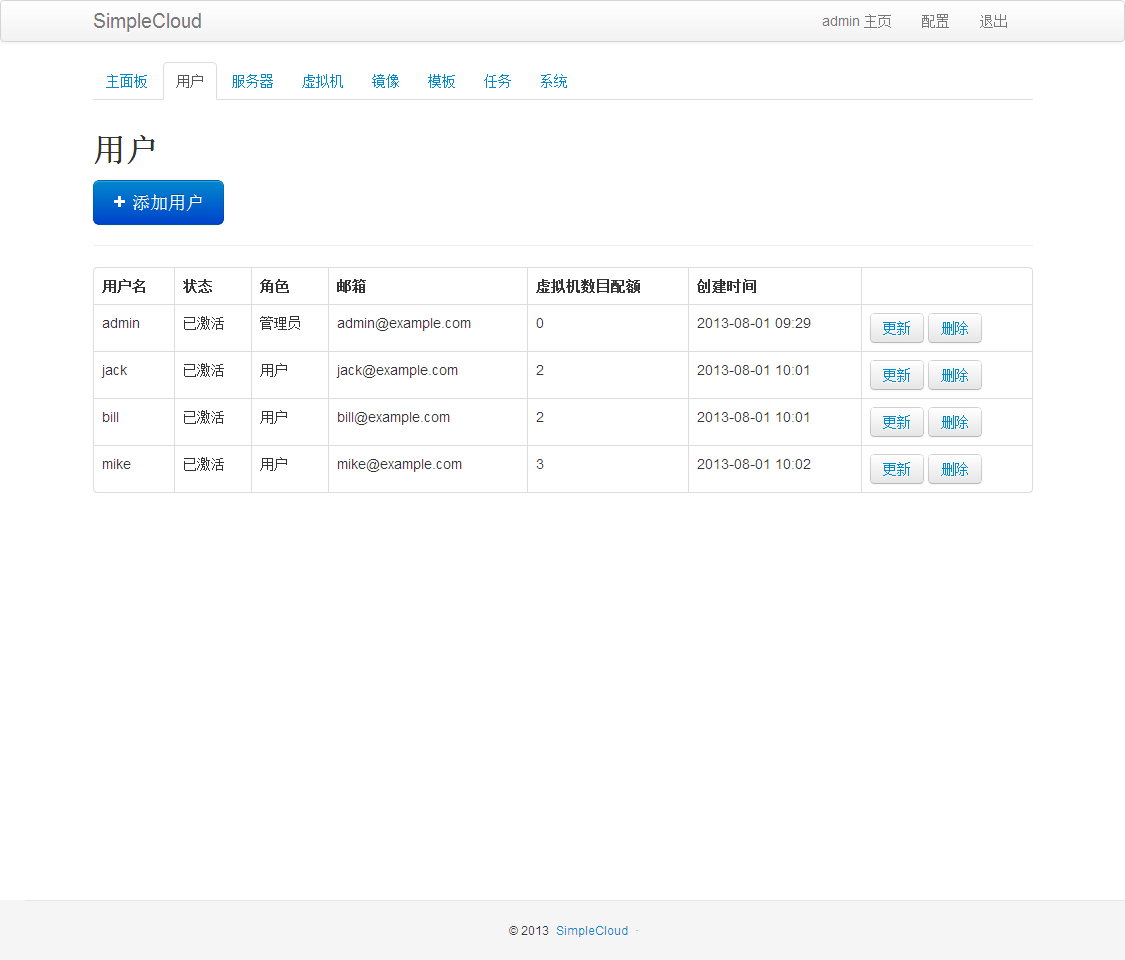 SimpleCloud admin 主页 配置 退出
主面板 用户 服务器 虚拟机 镜像 模板 任务 系统
用户
+ 添加用户
用户名 状态 角色 邮箱 虚拟机数目配额 创建时间
admin 已激活 管理员 admin@example.com 0 2013-08-01 09:29 更新 删除
jack 已激活 用户 jack@example.com 2 2013-08-01 10:01 更新 删除
bill 已激活 用户 bill@example.com 2 2013-08-01 10:01 更新 删除
mike 已激活 用户 mike@example.com 3 2013-08-01 10:02 更新 删除
© 2013 SimpleCloud -